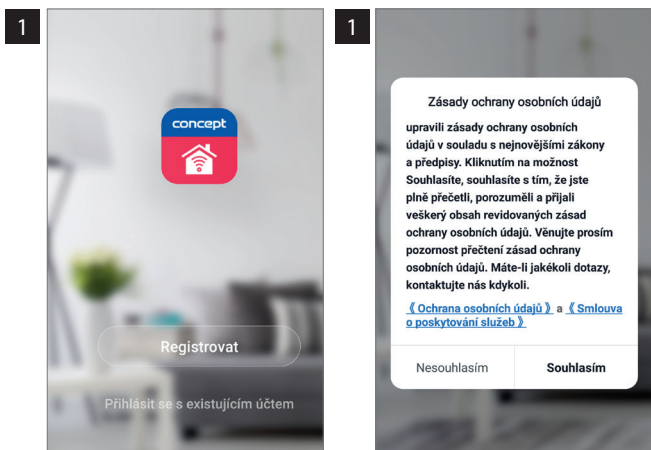 1
concept
Registrovat
Přihlásit se s existujícím účtem
1
Zásady ochrany osobních údajů
upravili zásady ochrany osobních
údajů v souladu s nejnovějšími zákony
a předpisy. Kliknutím na možnost
Souhlasíte, souhlasíte s tím, že jste
plně přečetli, porozuměli a přijali
veškerý obsah revidovaných zásad
ochrany osobních údajů. Věnujte prosím
pozornost přečtení zásad ochrany
osobních údajů. Máte-li jakékoli dotazy,
kontaktujte nás kdykoli.
《 Ochrana osobních údajů 》 a 《 Smlouva
o poskytování služeb 》
Nesouhlasím
Souhlasím